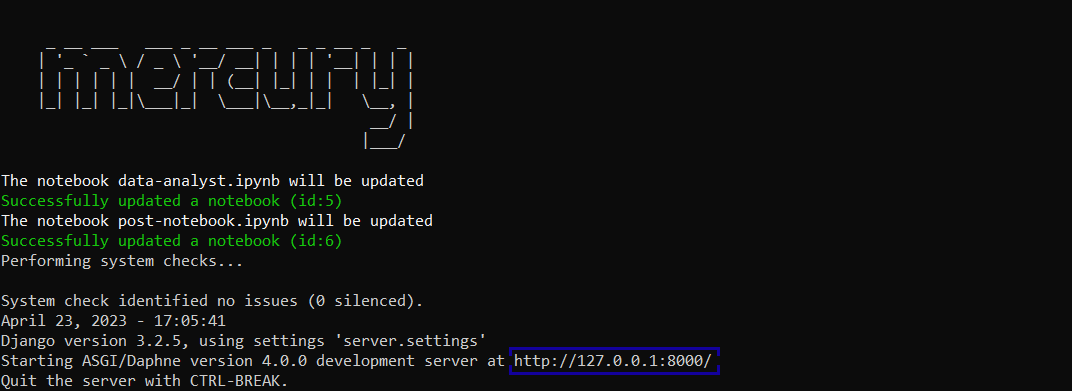 mercury
The notebook data-analyst.ipynb will be updated
Successfully updated a notebook (id:5)
The notebook post-notebook.ipynb will be updated
Successfully updated a notebook (id:6)
Performing system checks...
System check identified no issues (0 silenced).
April 23, 2023 - 17:05:41
Django version 3.2.5, using settings 'server.settings'
Starting ASGI/Daphne version 4.0.0 development server at http://127.0.0.1:8000/
Quit the server with CTRL-BREAK.